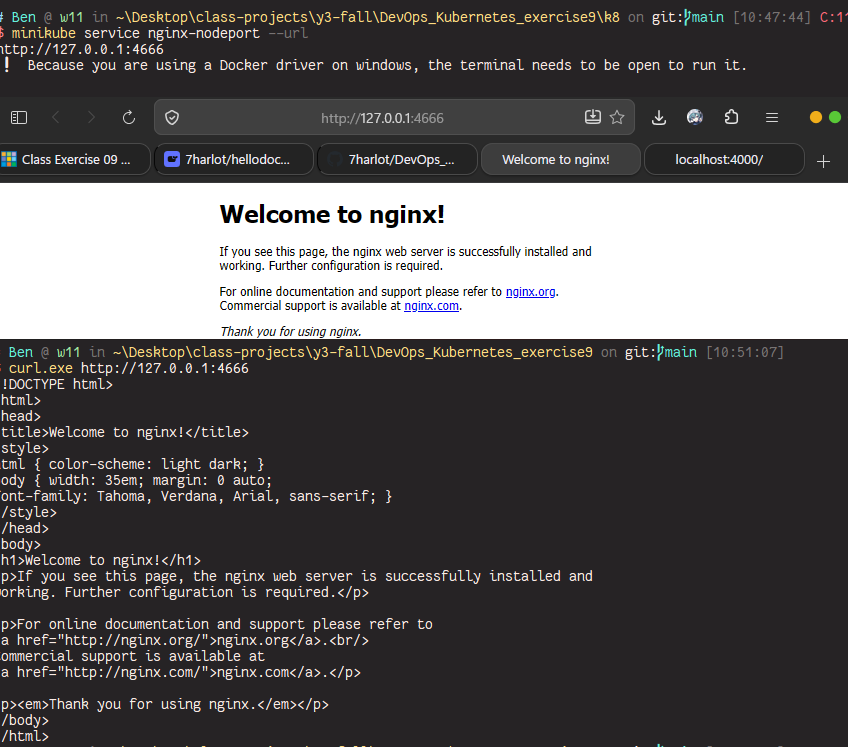 # Ben @ w11 in ~\Desktop\class-projects\y3-fall\DevOps_Kubernetes_exercise9\k8 on git:main [10:47:44] C:11
$ minikube service nginx-nodeport --url
http://127.0.0.1:4666
! Because you are using a Docker driver on windows, the terminal needs to be open to run it.
http://127.0.0.1:4666
Class Exercise 09 ... 7harlot/hellodoc... 7harlot/DevOps_... Welcome to nginx! localhost:4000/
Welcome to nginx!
If you see this page, the nginx web server is successfully installed and
working. Further configuration is required.
For online documentation and support please refer to nginx.org.
Commercial support is available at nginx.com.
Thank you for using nginx.
Ben @ w11 in ~\Desktop\class-projects\y3-fall\DevOps_Kubernetes_exercise9 on git:main [10:51:07]
curl.exe http://127.0.0.1:4666
!DOCTYPE html>
html>
head>
title>Welcome to nginx!</title>
style>
tml { color-scheme: light dark; }
ody { width: 35em; margin: 0 auto;
font-family: Tahoma, Verdana, Arial, sans-serif; }
/style>
/head>
body>
h1>Welcome to nginx!</h1>
p>If you see this page, the nginx web server is successfully installed and
working. Further configuration is required.</p>
p>For online documentation and support please refer to
a href="http://nginx.org/">nginx.org</a>.<br/>
ommercial support is available at
a href="http://nginx.com/">nginx.com</a>.</p>
p><em>Thank you for using nginx.</em></p>
/body>
/html>